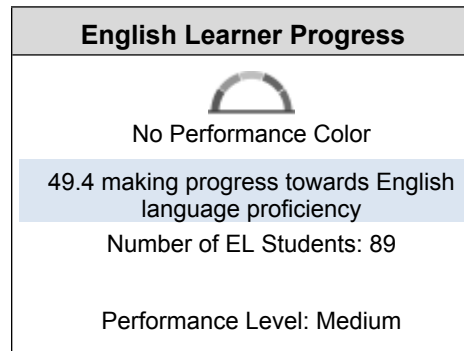 English Learner Progress
No Performance Color
49.4 making progress towards English
language proficiency
Number of EL Students: 89
Performance Level: Medium